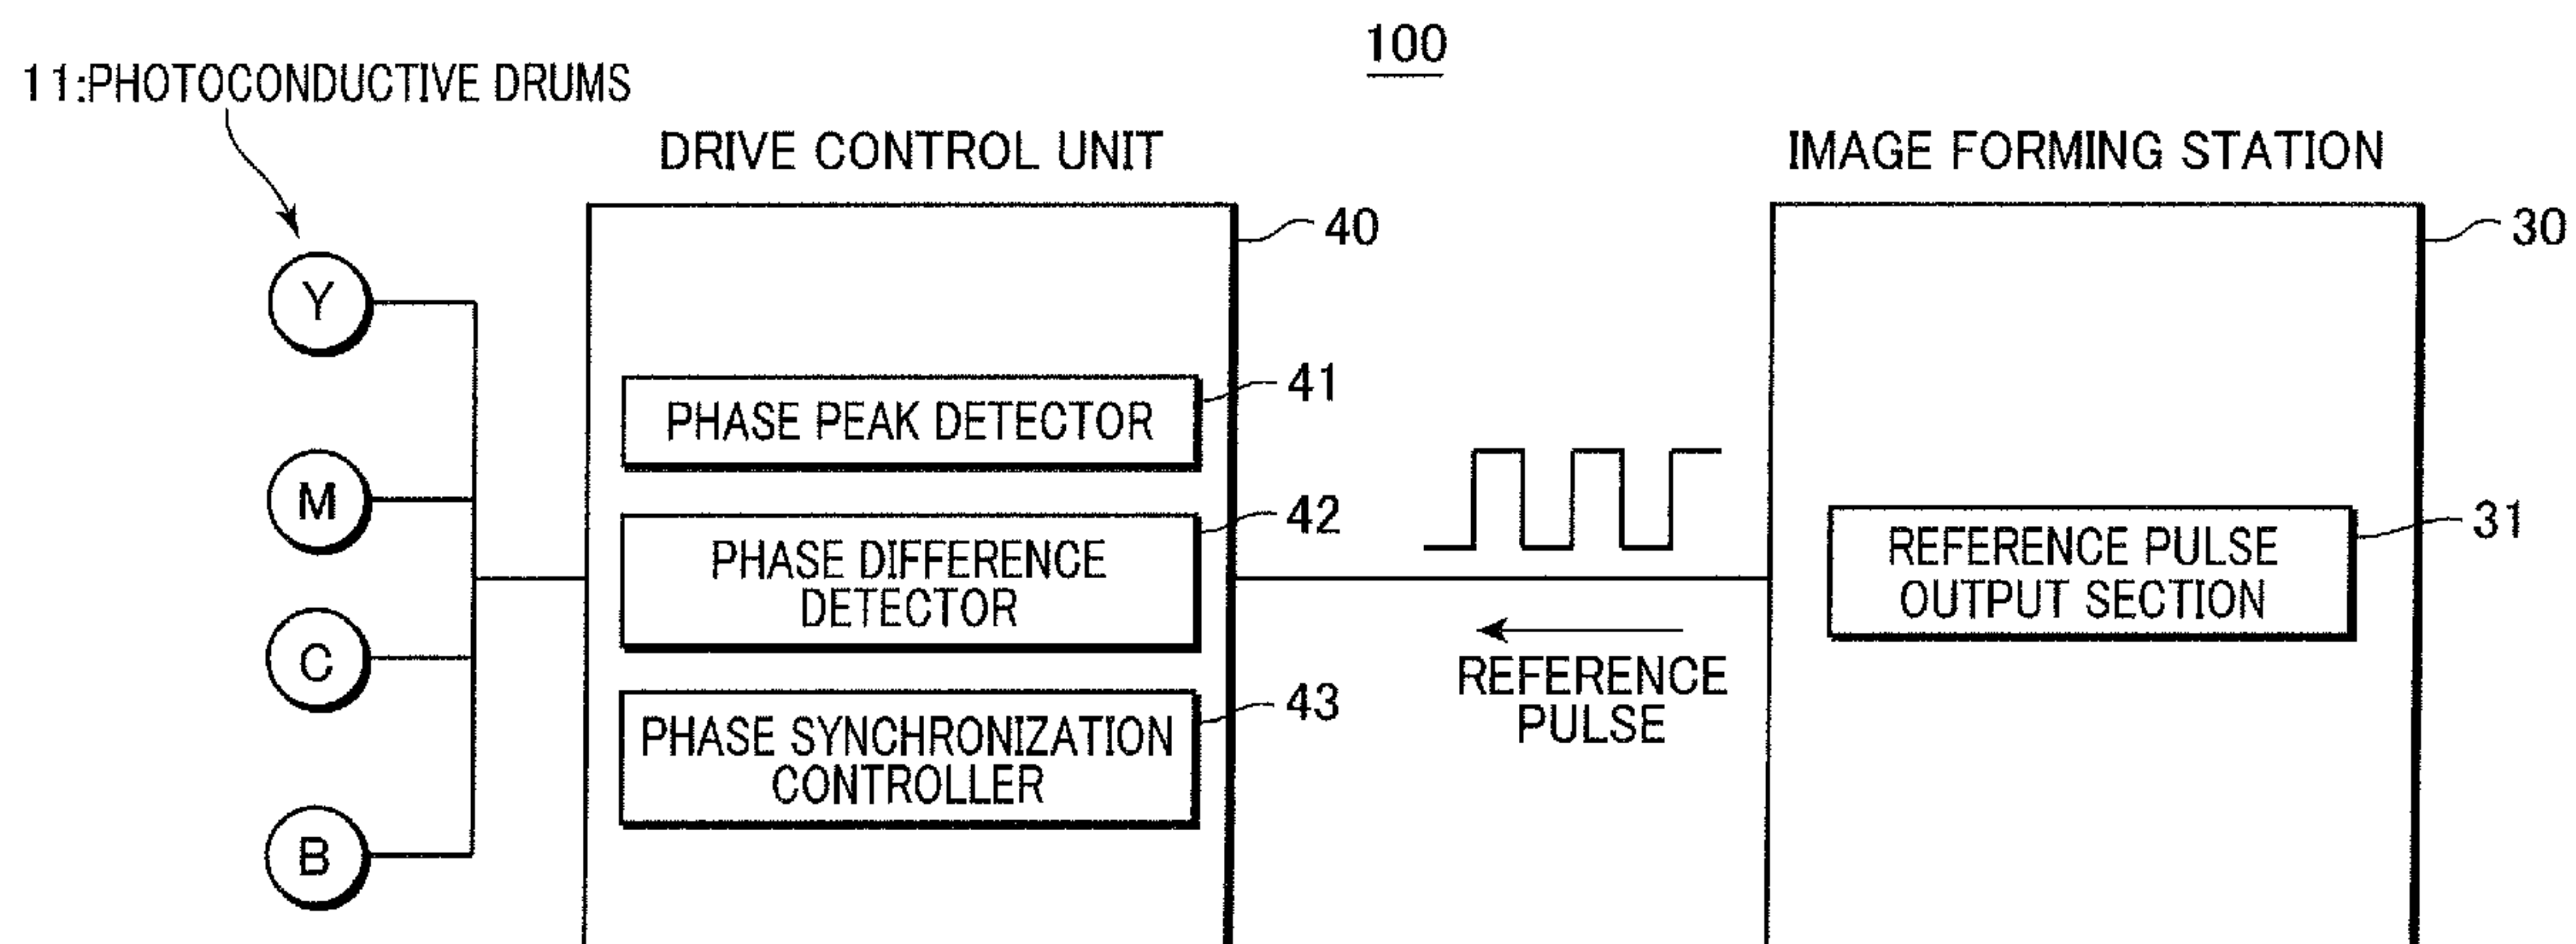 100
11:PHOTOCONDUCTIVE DRUMS
DRIVE CONTROL UNIT
IMAGE FORMING STATION
40
30
Y
M
C
B
PHASE PEAK DETECTOR
41
PHASE DIFFERENCE
DETECTOR
42
PHASE SYNCHRONIZATION
CONTROLLER
43
REFERENCE
PULSE
REFERENCE PULSE
OUTPUT SECTION
31